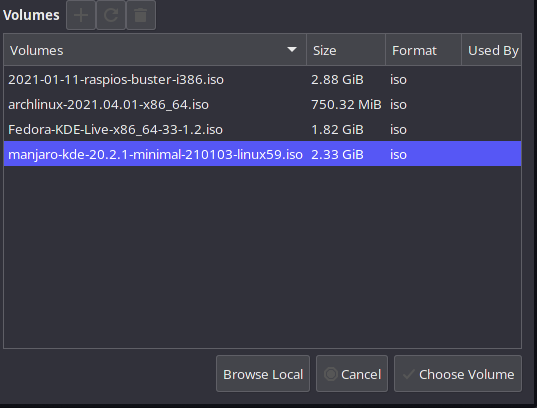 Volumes
Volumes Size Format Used By
2021-01-11-raspios-buster-i386.iso 2.88 GiB iso
archlinux-2021.04.01-x86_64.iso 750.32 MiB iso
Fedora-KDE-Live-x86_64-33-1.2.iso 1.82 GiB iso
manjaro-kde-20.2.1-minimal-210103-linux59.iso 2.33 GiB iso
Browse Local Cancel Choose Volume